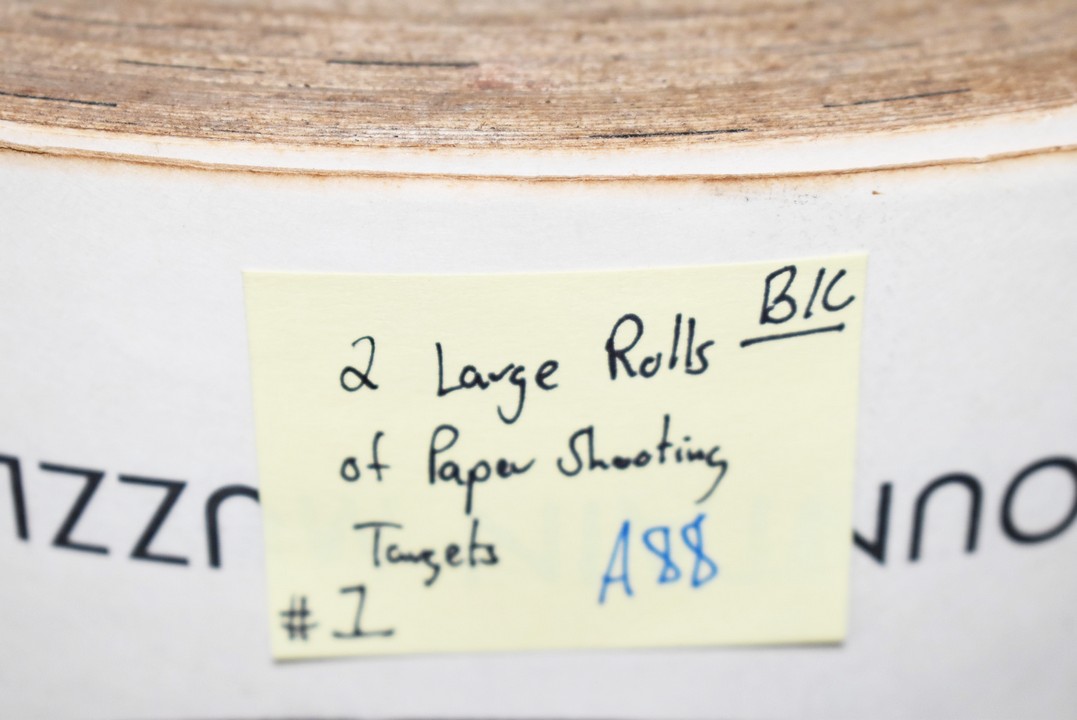 B/C
2 Large Rolls
of Paper Shooting
Targets
A88
#1